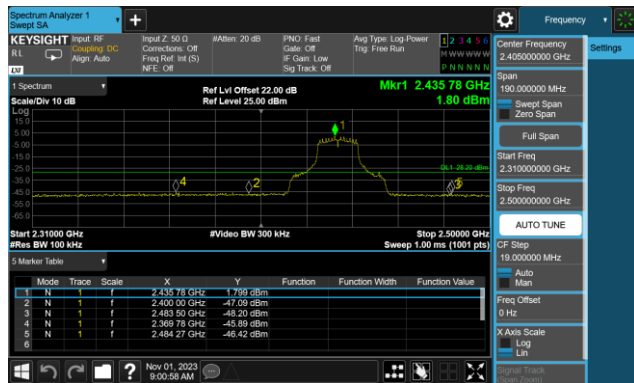 Spectrum Analyzer 1
Swept SA
Frequency
KEYSIGHT
RL
LXI
Input: RF
Coupling: DC
Align: Auto
Input Z: 50 Ω
Corrections: Off
Freq Ref: Int (S)
NFE: Off
#Atten: 20 dB
PNO: Fast
Gate: Off
IF Gain: Low
Sig Track: Off
Avg Type: Log-Power
Trig: Free Run
1 2 3 4 5 6
M W W W W W
P N N N N N
1 Spectrum
Scale/Div 10 dB
Ref Lvl Offset 22.00 dB
Ref Level 25.00 dBm
Mkr1 2.435 78 GHz
1.80 dBm
Log
15.0
5.00
-5.00
-15.0
-25.0
-35.0
-45.0
-55.0
-65.0
1
DL1 -28.20 dBm
4
2
5
Start 2.31000 GHz
#Res BW 100 kHz
#Video BW 300 kHz
Stop 2.50000 GHz
Sweep 1.00 ms (1001 pts)
5 Marker Table
Mode Trace Scale X Y Function Function Width Function Value
1 N 1 f 2.435 78 GHz 1.799 dBm
2 N 1 f 2.400 00 GHz -47.09 dBm
3 N 1 f 2.483 50 GHz -48.20 dBm
4 N 1 f 2.369 78 GHz -45.89 dBm
5 N 1 f 2.484 27 GHz -46.42 dBm
6
?
Nov 01, 2023
9:00:58 AM
Center Frequency
2.405000000 GHz
Settings
Span
190.000000 MHz
Swept Span
Zero Span
Full Span
Start Freq
2.310000000 GHz
Stop Freq
2.500000000 GHz
AUTO TUNE
CF Step
19.000000 MHz
Auto
Man
Freq Offset
0 Hz
X Axis Scale
Log
Lin
Signal Track
(Span Zoom)